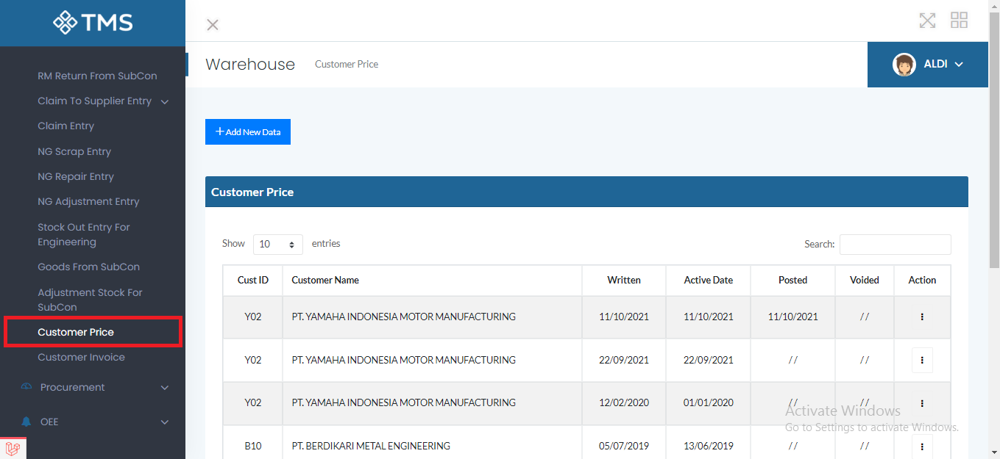 TMS
RM Return From SubCon
Claim To Supplier Entry
Claim Entry
NG Scrap Entry
NG Repair Entry
NG Adjustment Entry
Stock Out Entry For
Engineering
Goods From SubCon
Adjustment Stock For
SubCon
Customer Price
Customer Invoice
Procurement
OEE
Warehouse Customer Price
ALDI
+ Add New Data
Customer Price
Show 10 entries Search:
Cust ID Customer Name Written Active Date Posted Voided Action
Y02 PT. YAMAHA INDONESIA MOTOR MANUFACTURING 11/10/2021 11/10/2021 11/10/2021 / /
Y02 PT. YAMAHA INDONESIA MOTOR MANUFACTURING 22/09/2021 22/09/2021 / / / /
Y02 PT. YAMAHA INDONESIA MOTOR MANUFACTURING 12/02/2020 01/01/2020 / / / /
B10 PT. BERDIKARI METAL ENGINEERING 05/07/2019 13/06/2019 / / / /
Activate Windows
Go to Settings to activate Windows.